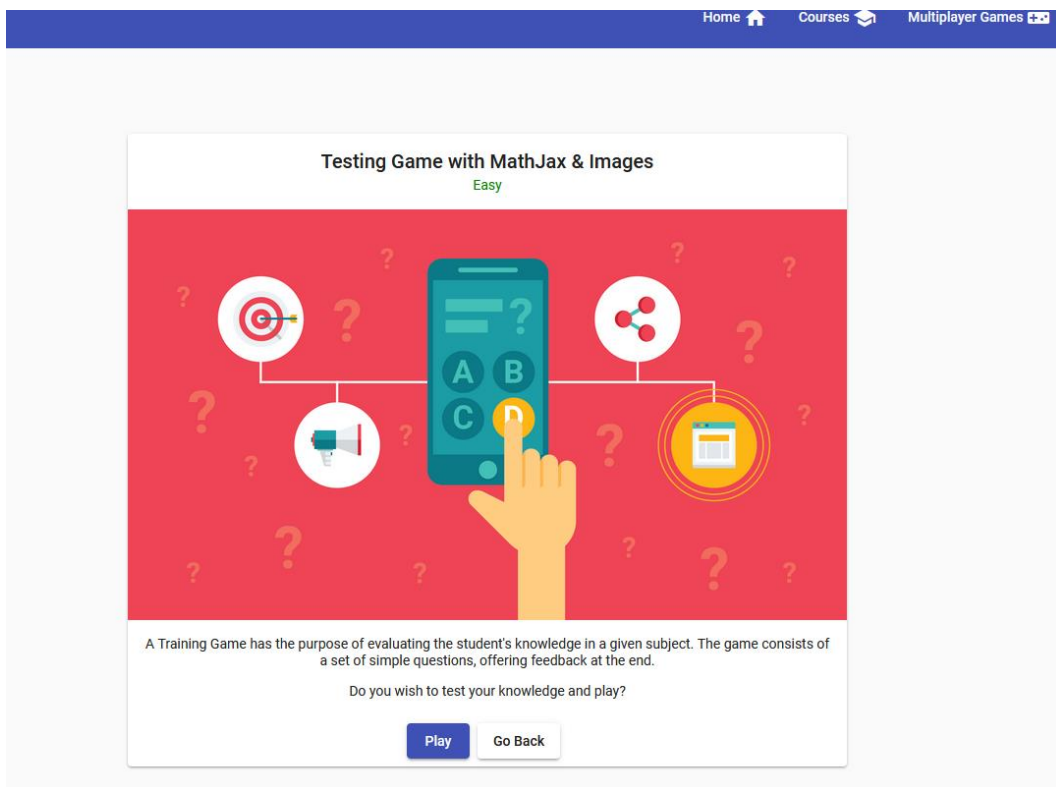 Home
Courses
Multiplayer Games
Testing Game with MathJax & Images
Easy
?
A B
C D
A Training Game has the purpose of evaluating the student's knowledge in a given subject. The game consists of
a set of simple questions, offering feedback at the end.
Do you wish to test your knowledge and play?
Play
Go Back